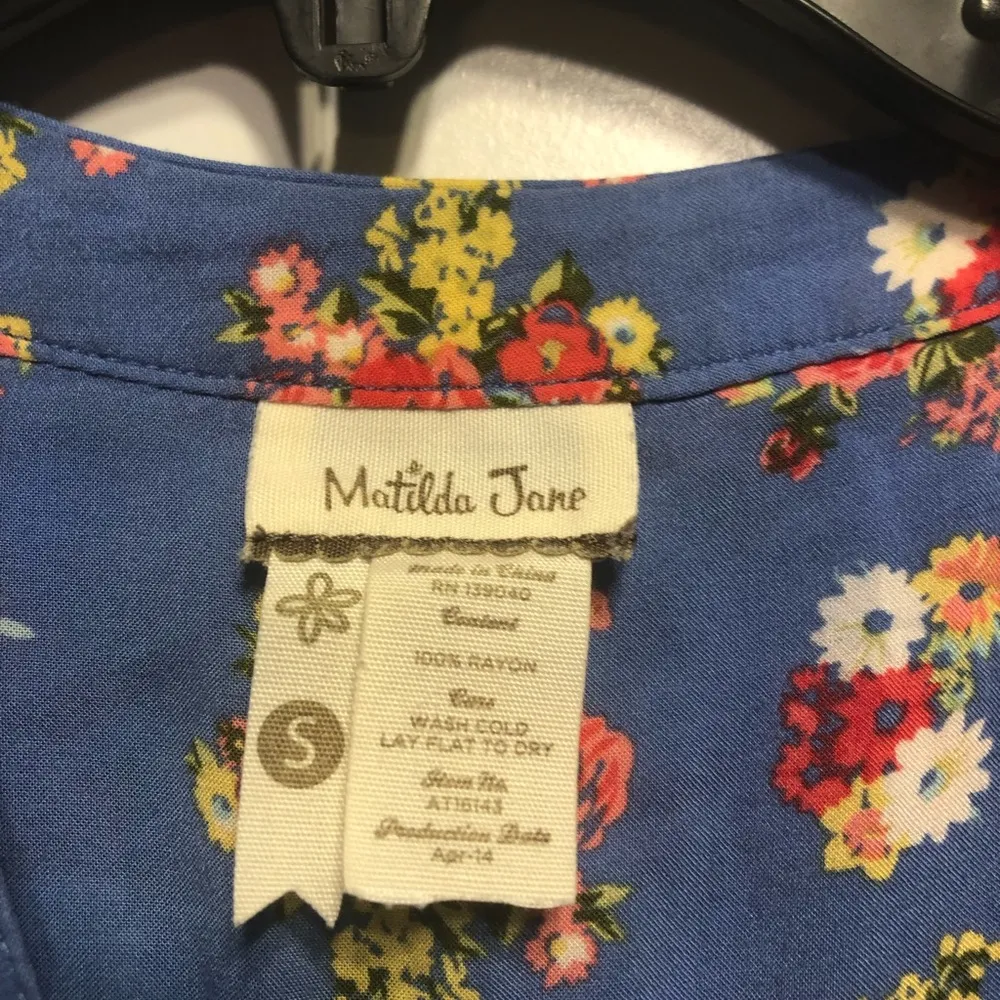 Matilda Jane
made in China
RN 139040
Content
100% RAYON
Care
WASH COLD
LAY FLAT TO DRY
Item No.
AT16143
Production Date
Apr-14
S